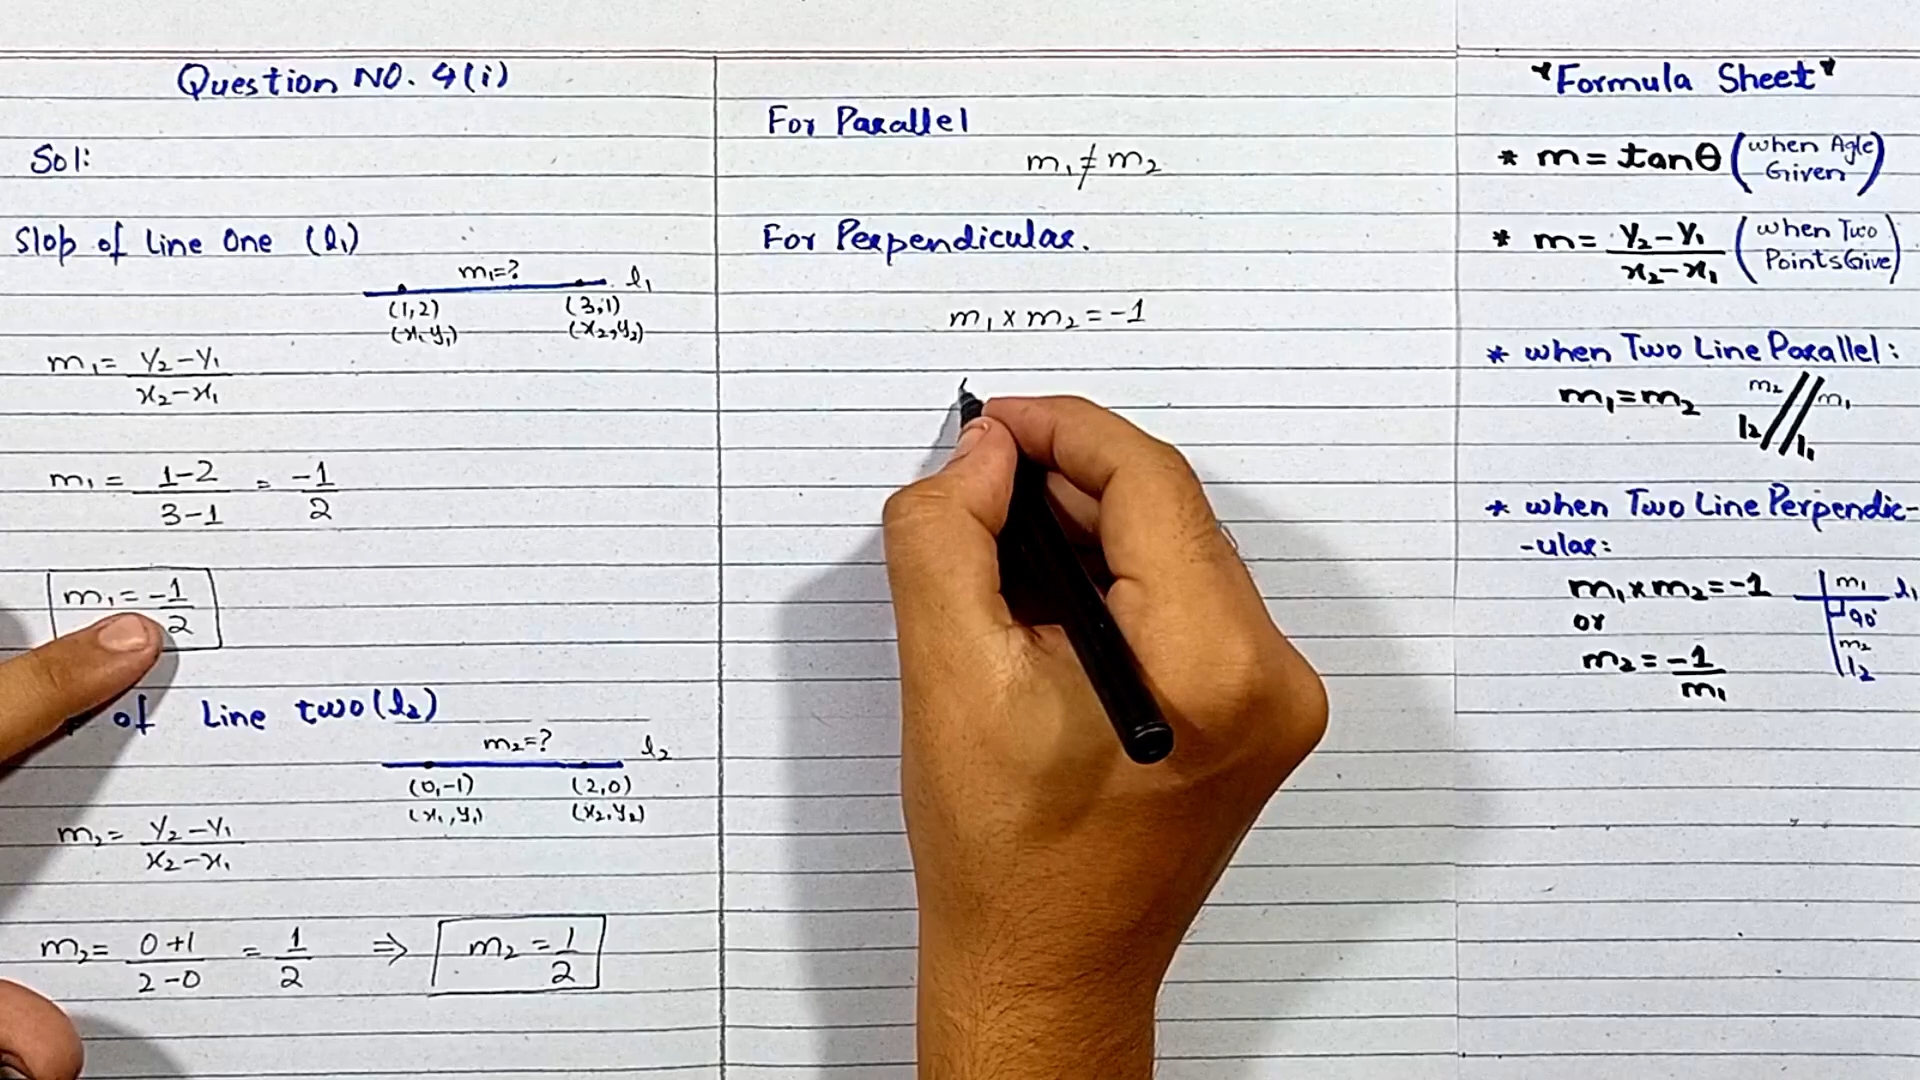 Question NO. 4(i)
Sol:
Slop of Line One (l₁)
m₁=?
l₁
(1,2) (3,1)
(x₁,y₁) (x₂,y₂)
m₁ = y₂-y₁ / x₂-x₁
m₁ = 1-2 / 3-1 = -1 / 2
m₁ = -1 / 2
of Line two (l₂)
m₂=?
l₂
(0,-1) (2,0)
(x₁,y₁) (x₂,y₂)
m₂ = y₂-y₁ / x₂-x₁
m₂ = 0+1 / 2-0 = 1 / 2 ⇒ m₂ = 1 / 2
For Parallel
m₁ ≠ m₂
For Perpendicular.
m₁ x m₂ = -1
"Formula Sheet"
* m = tanθ (when Agle Given)
* m = y₂-y₁ / x₂-x₁ (when Two Points Give)
* when Two Line Parallel:
m₁ = m₂
m₂ m₁
l₂ l₁
* when Two Line Perpendic-
-ular:
m₁ x m₂ = -1
or
m₂ = -1 / m₁
m₁ l₁
90°
m₂
l₂